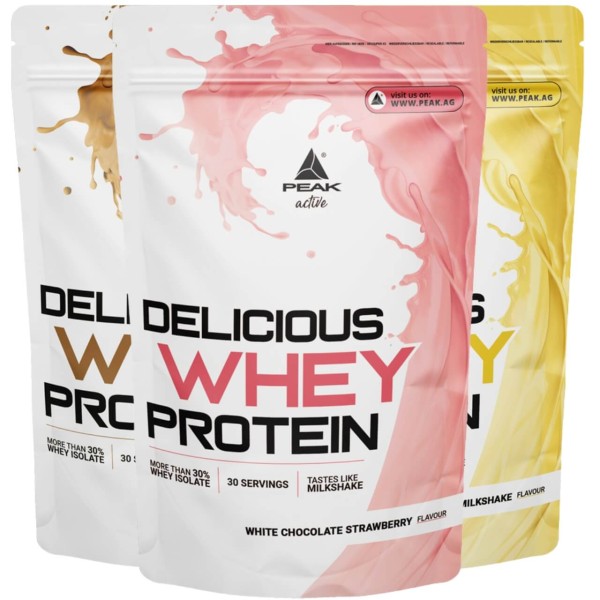 visit us on:
WWW.PEAK.AG
PEAK
active
DELICIOUS
WHEY
PROTEIN
MORE THAN 30%
WHEY ISOLATE
30 SERVINGS
TASTES LIKE
MILKSHAKE
WHITE CHOCOLATE STRAWBERRY FLAVOUR
DELI
W
PRO
MORE THAN 30%
WHEY ISOLATE
30 S
visit us on:
WWW.PEAK.AG
S
Y
N
MILKSHAKE FLAVOUR